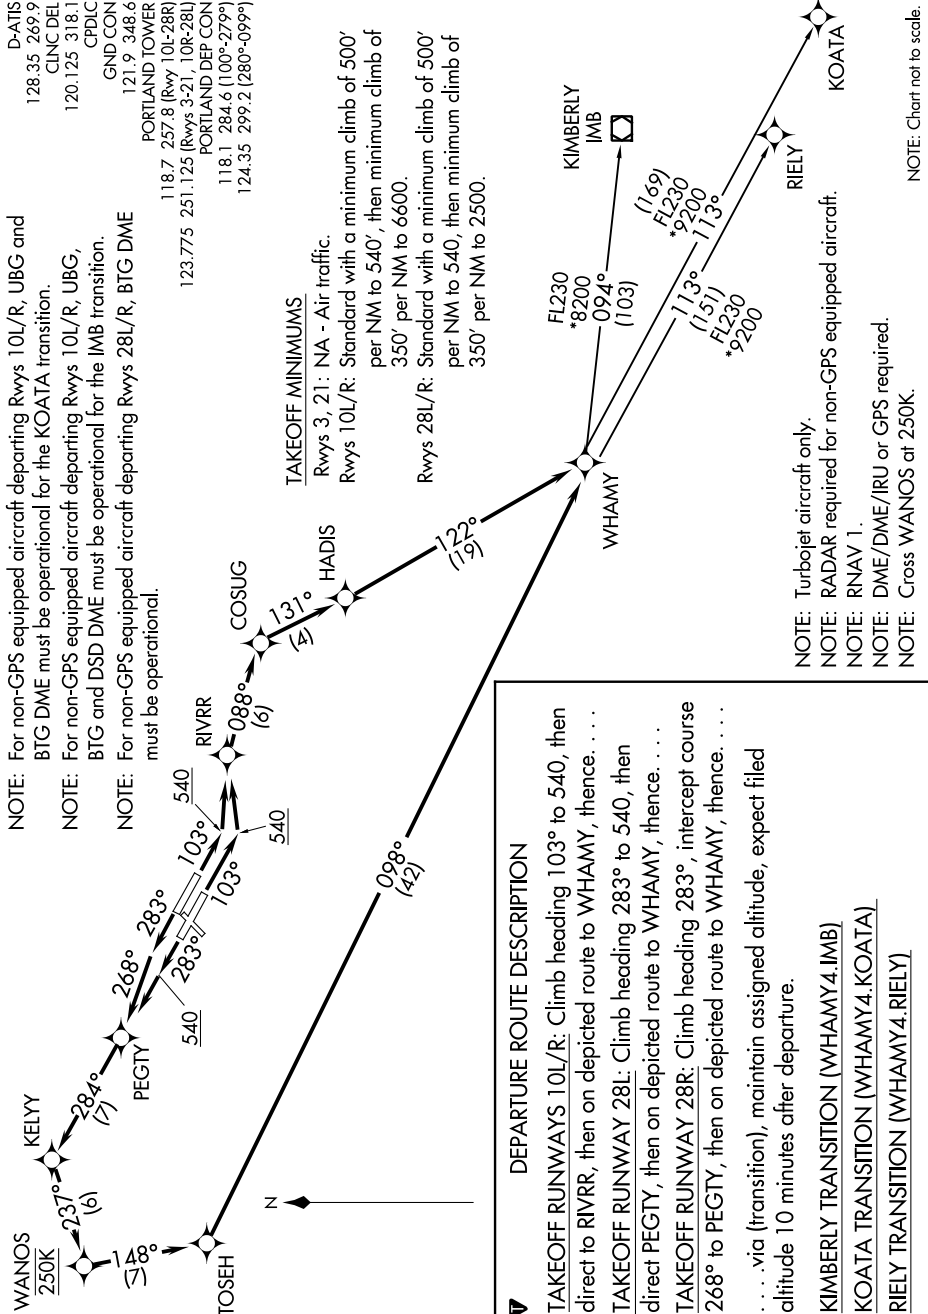 NOTE: For non-GPS equipped aircraft departing Rwys 10L/R, UBG and
BTG DME must be operational for the KOATA transition.
NOTE: For non-GPS equipped aircraft departing Rwys 10L/R, UBG,
BTG and DSD DME must be operational for the IMB transition.
NOTE: For non-GPS equipped aircraft departing Rwys 28L/R, BTG DME
must be operational.
D-ATIS
128.35 269.9
CLNC DEL
120.125 318.1
CPDLC
GND CON
121.9 348.6
PORTLAND TOWER
118.7 257.8 (Rwy 10L-28R)
123.775 251.125 (Rwys 3-21, 10R-28L)
PORTLAND DEP CON
118.1 284.6 (100°-279°)
124.35 299.2 (280°-099°)
TAKEOFF MINIMUMS
Rwys 3, 21: NA - Air traffic.
Rwys 10L/R: Standard with a minimum climb of 500'
per NM to 540', then minimum climb of
350' per NM to 6600.
Rwys 28L/R: Standard with a minimum climb of 500'
per NM to 540, then minimum climb of
350' per NM to 2500.
WANOS
250K
KELYY
237°
(6)
148°
(7)
TOSEH
284°
(7)
PEGTY
268°
283°
283°
540
103°
103°
540
540
RIVRR
088°
(6)
COSUG
131°
(4)
HADIS
122°
(19)
098°
(42)
WHAMY
FL230
*8200
094°
(103)
KIMBERLY
IMB
(169)
FL230
*9200
113°
KOATA
113°
(151)
FL230
*9200
RIELY
N
NOTE: Turbojet aircraft only.
NOTE: RADAR required for non-GPS equipped aircraft.
NOTE: RNAV 1.
NOTE: DME/DME/IRU or GPS required.
NOTE: Cross WANOS at 250K.
NOTE: Chart not to scale.
T
DEPARTURE ROUTE DESCRIPTION
TAKEOFF RUNWAYS 10L/R: Climb heading 103° to 540, then
direct to RIVRR, then on depicted route to WHAMY, thence. . . .
TAKEOFF RUNWAY 28L: Climb heading 283° to 540, then
direct PEGTY, then on depicted route to WHAMY, thence. . . .
TAKEOFF RUNWAY 28R: Climb heading 283°, intercept course
268° to PEGTY, then on depicted route to WHAMY, thence. . . .
. . . .via (transition), maintain assigned altitude, expect filed
altitude 10 minutes after departure.
KIMBERLY TRANSITION (WHAMY4.IMB)
KOATA TRANSITION (WHAMY4.KOATA)
RIELY TRANSITION (WHAMY4.RIELY)